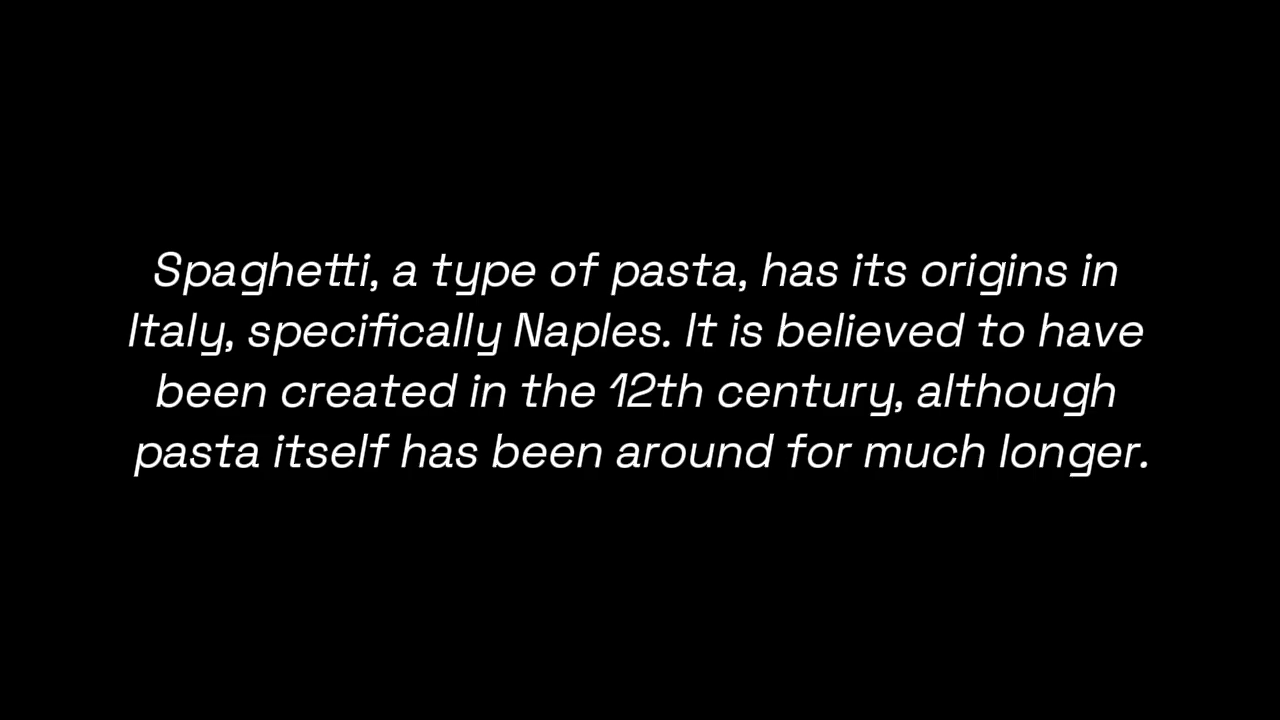 Spaghetti, a type of pasta, has its origins in
Italy, specifically Naples. It is believed to have
been created in the 12th century, although
pasta itself has been around for much longer.